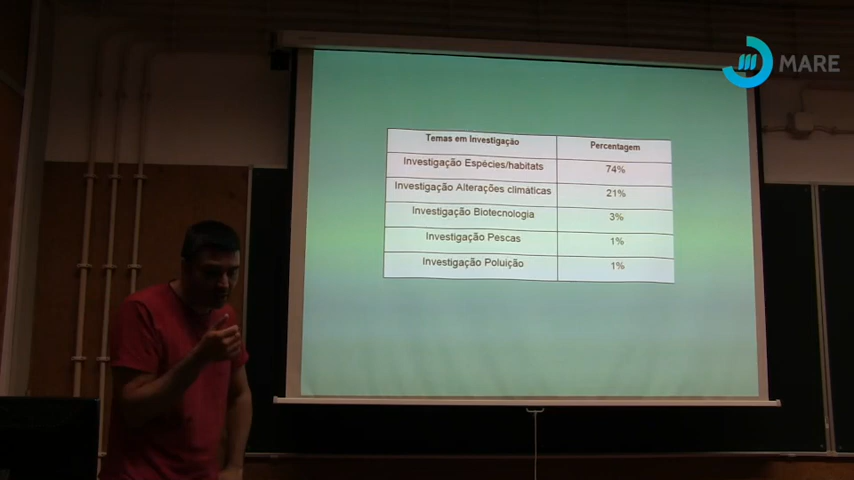 MARE
Temas em Investigação Percentagem
Investigação Espécies/habitats 74%
Investigação Alterações climáticas 21%
Investigação Biotecnologia 3%
Investigação Pescas 1%
Investigação Poluição 1%